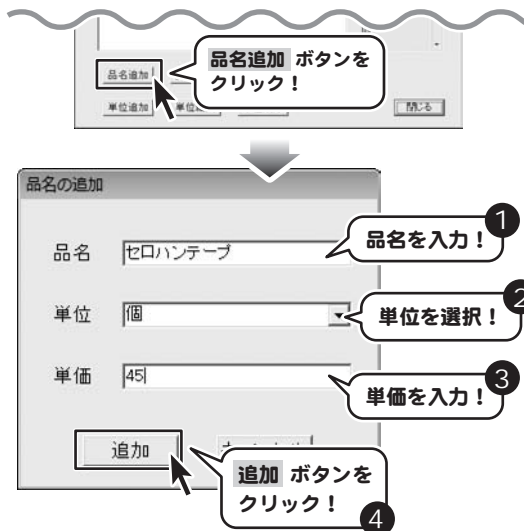 品名追加 ボタンを
クリック！
品名追加
単位追加
閉じる
品名の追加
品名
セロハンテープ
品名を入力！
1
単位
個
単位を選択！
2
単価
45
単価を入力！
3
追加
追加 ボタンを
クリック！
4